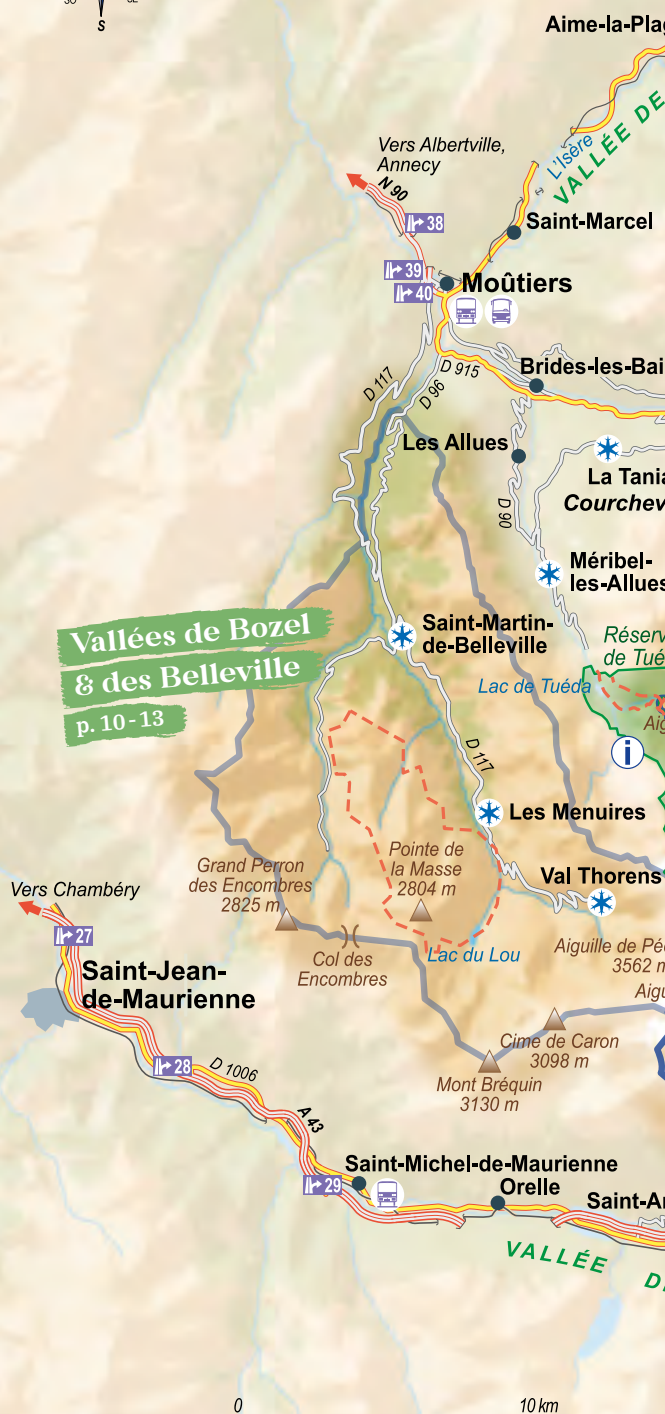 S
Aime-la-Plag
VALLÉE DE
L'Isère
Vers Albertville,
Annecy
N 90
38
Saint-Marcel
39
40
Moûtiers
D 117
D 96
D 915
Brides-les-Bai
Les Allues
La Tania
Courchev
D 90
Méribel-
les-Allues
Vallées de Bozel
& des Belleville
p. 10-13
Saint-Martin-
de-Belleville
Réserv
de Tué
Lac de Tuéda
Aig
i
D 117
Les Menuires
Pointe de
la Masse
2804 m
Grand Perron
des Encombres
2825 m
Val Thorens
Vers Chambéry
27
Col des
Encombres
Lac du Lou
Aiguille de Péc
3562 m
Aigu
Saint-Jean-
de-Maurienne
Cime de Caron
3098 m
Mont Bréquin
3130 m
28
D 1006
A 43
29
Saint-Michel-de-Maurienne
Orelle
Saint-An
VALLÉE D
0
10 km